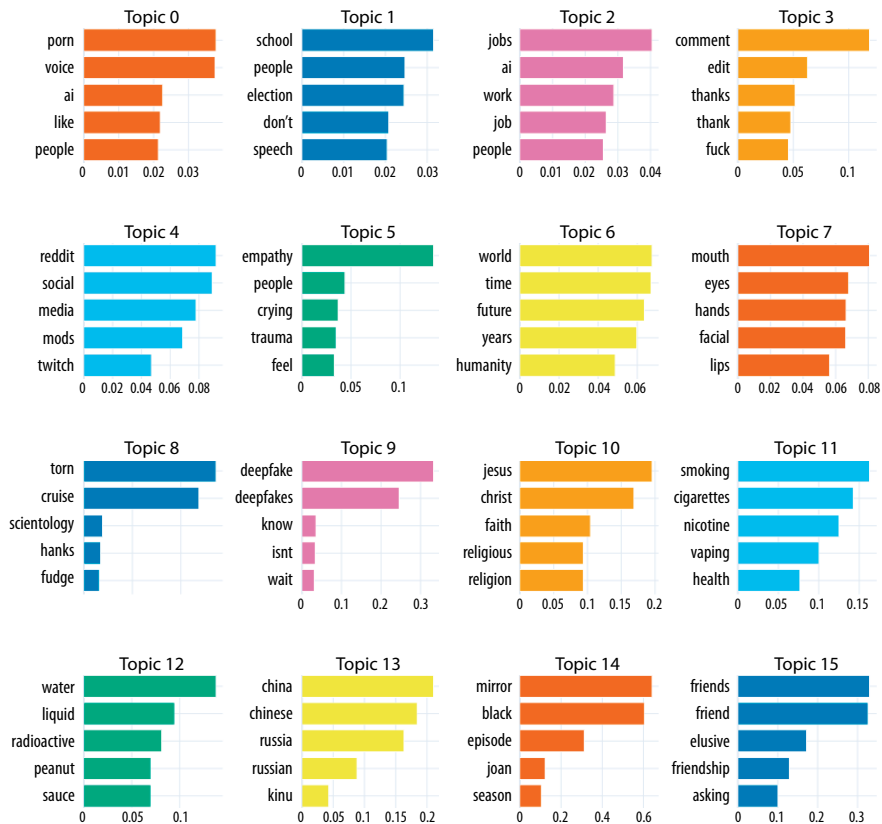 Topic 0
porn
voice
ai
like
people
0 0.01 0.02 0.03
Topic 1
school
people
election
don't
speech
0 0.01 0.02 0.03
Topic 2
jobs
ai
work
job
people
0 0.01 0.02 0.03 0.04
Topic 3
comment
edit
thanks
thank
fuck
0 0.05 0.1
Topic 4
reddit
social
media
mods
twitch
0 0.02 0.04 0.06 0.08
Topic 5
empathy
people
crying
trauma
feel
0 0.05 0.1
Topic 6
world
time
future
years
humanity
0 0.02 0.04 0.06
Topic 7
mouth
eyes
hands
facial
lips
0 0.02 0.04 0.06 0.08
Topic 8
torn
cruise
scientology
hanks
fudge
Topic 9
deepfake
deepfakes
know
isnt
wait
0 0.1 0.2 0.3
Topic 10
jesus
christ
faith
religious
religion
0 0.05 0.1 0.15 0.2
Topic 11
smoking
cigarettes
nicotine
vaping
health
0 0.05 0.1 0.15
Topic 12
water
liquid
radioactive
peanut
sauce
0 0.05 0.1
Topic 13
china
chinese
russia
russian
kinu
0 0.05 0.1 0.15 0.2
Topic 14
mirror
black
episode
joan
season
0 0.2 0.4 0.6
Topic 15
friends
friend
elusive
friendship
asking
0 0.1 0.2 0.3